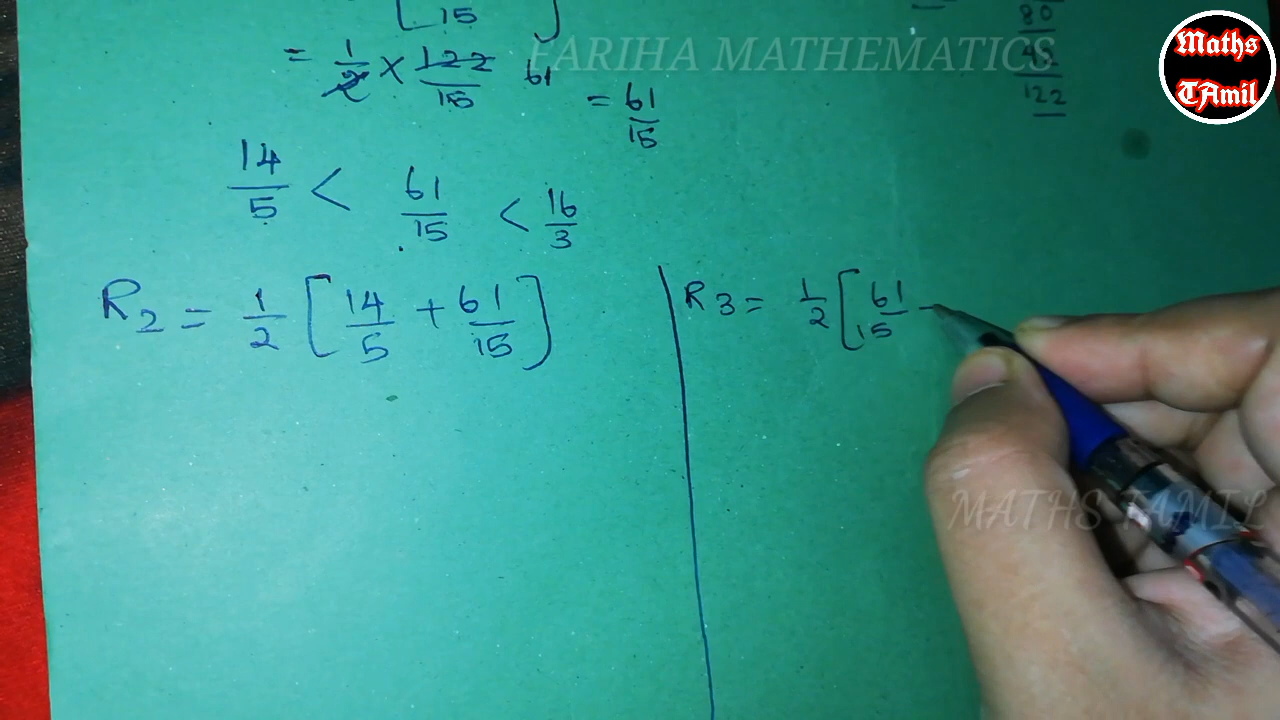 15
= 1/2 × 122/15 61
= 61/15
80
122
14/5 < 61/15 < 16/3
R2 = 1/2 [14/5 + 61/15]
R3 = 1/2 [61/15
FARIHA MATHEMATICS
Maths
TAmil
MATHS TAMIL